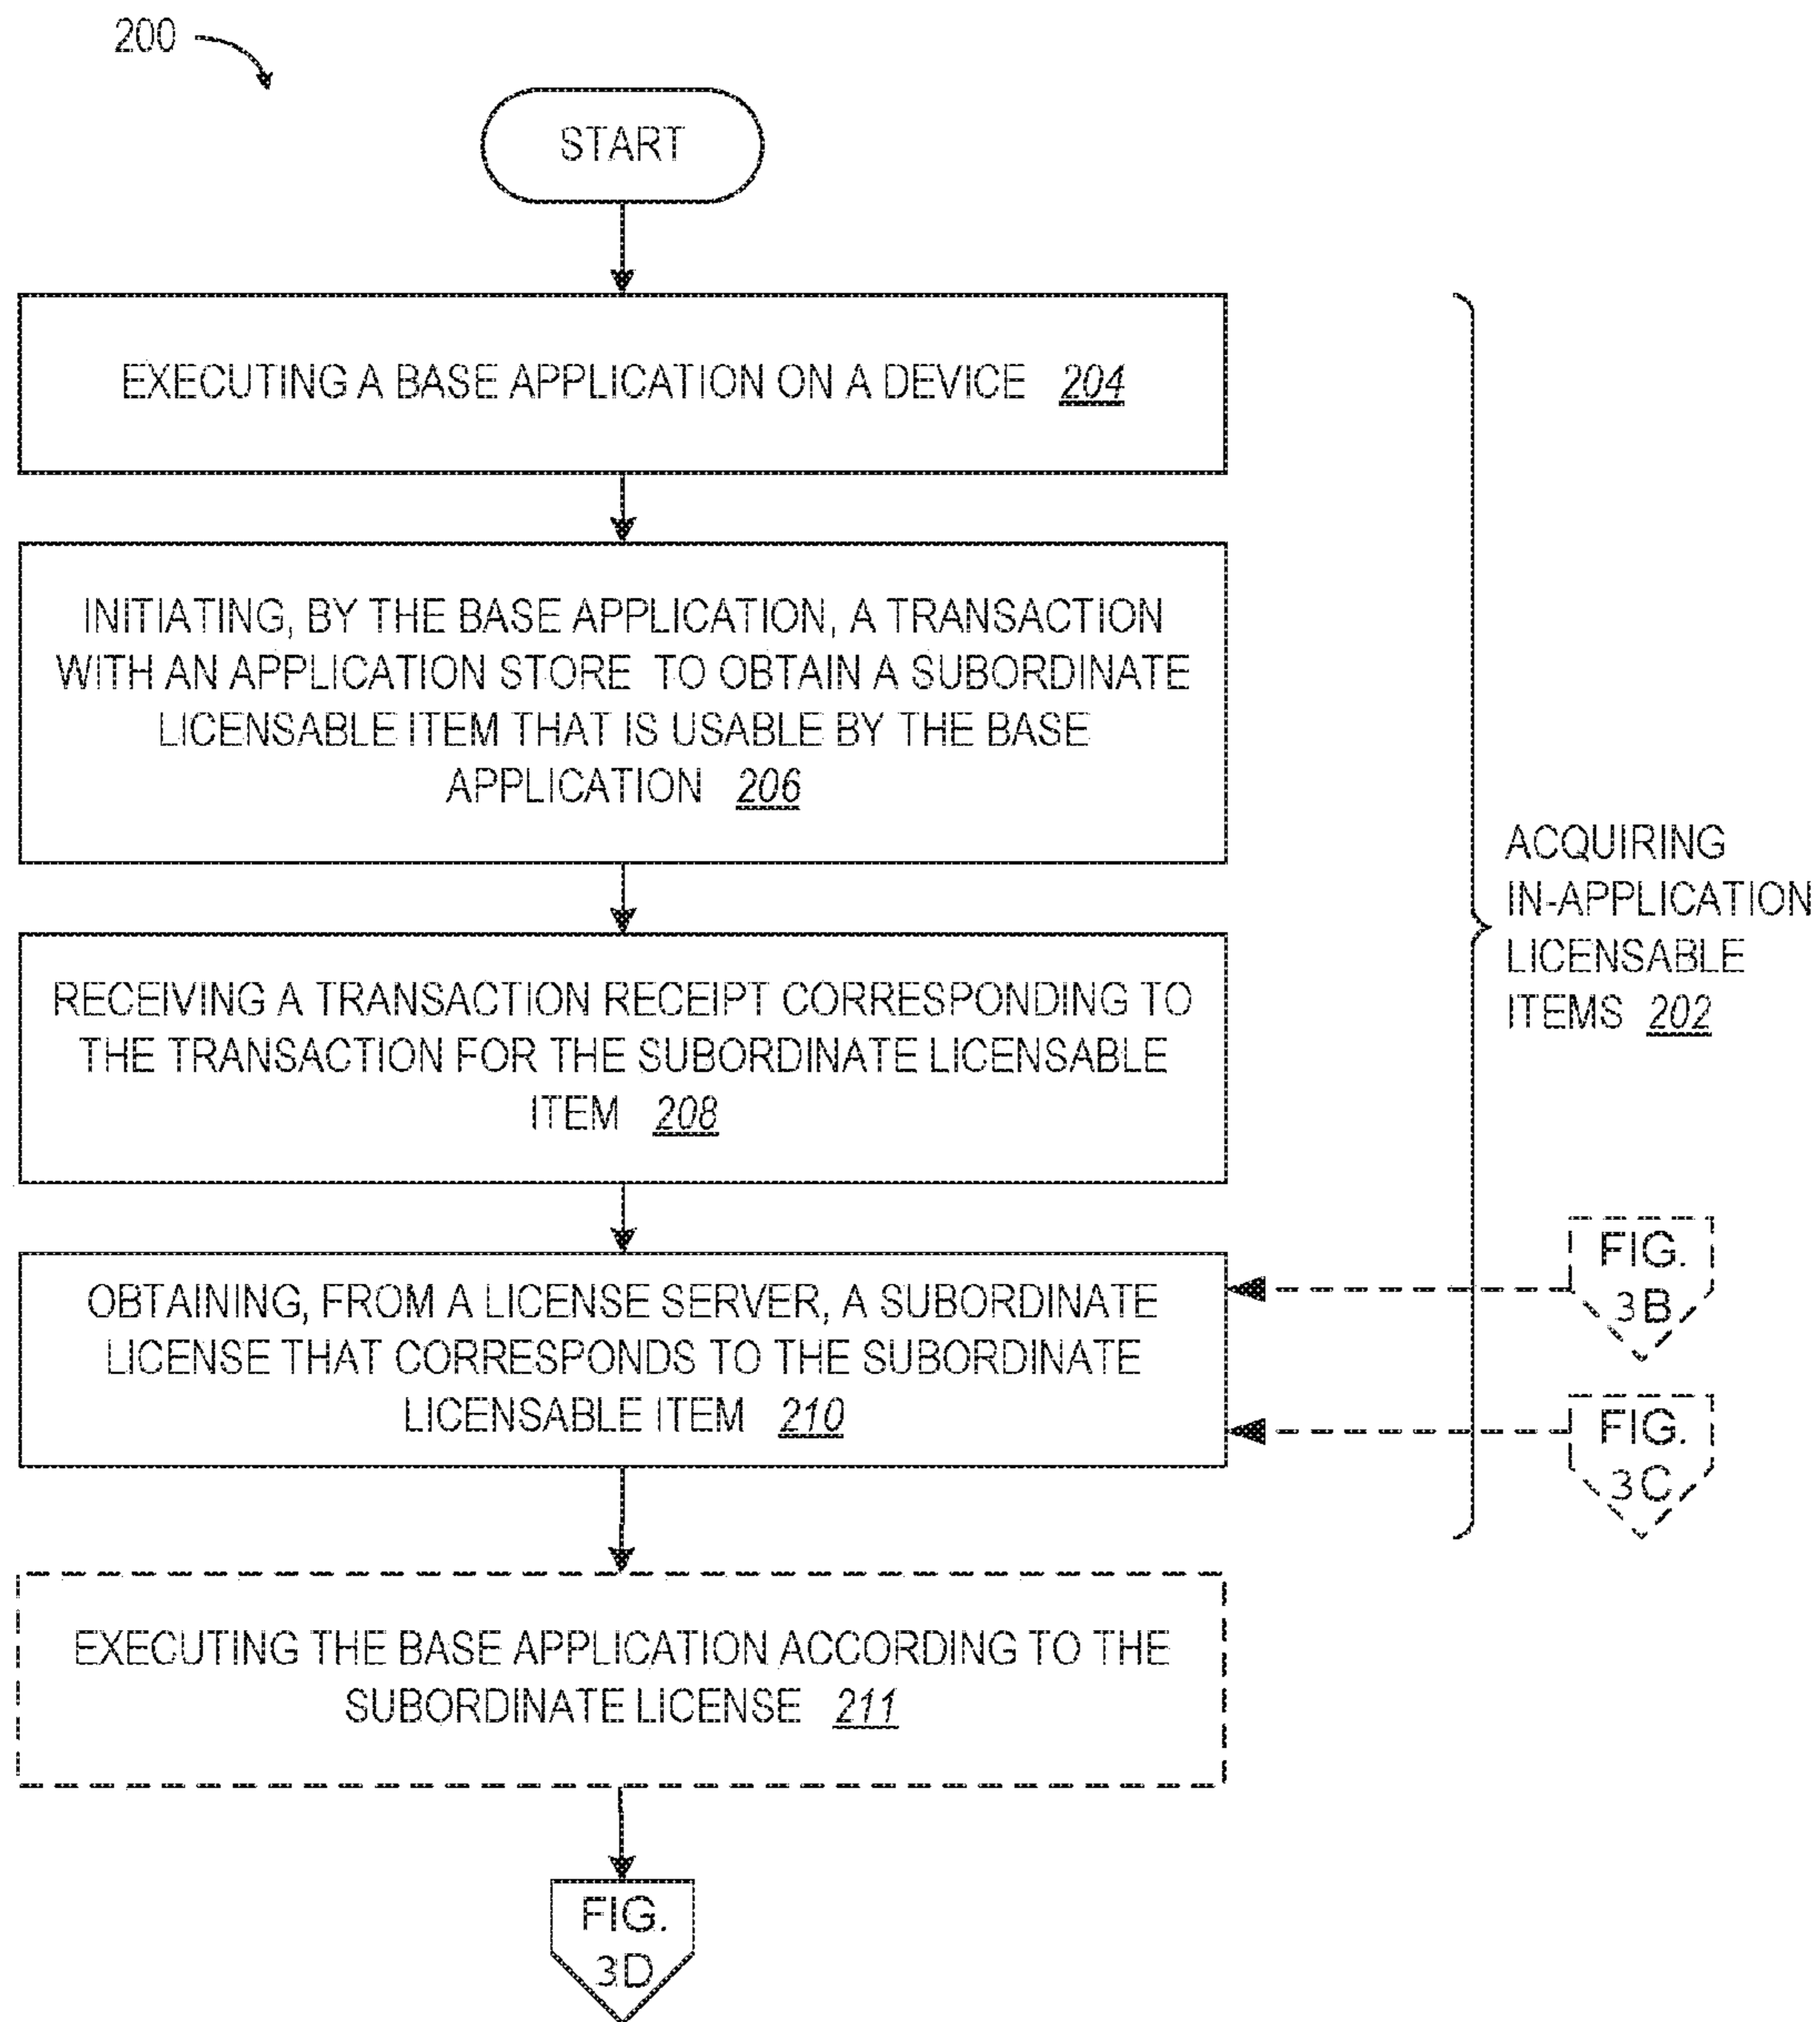 200
START
EXECUTING A BASE APPLICATION ON A DEVICE 204
INITIATING, BY THE BASE APPLICATION, A TRANSACTION
WITH AN APPLICATION STORE TO OBTAIN A SUBORDINATE
LICENSABLE ITEM THAT IS USABLE BY THE BASE
APPLICATION 206
RECEIVING A TRANSACTION RECEIPT CORRESPONDING TO
THE TRANSACTION FOR THE SUBORDINATE LICENSABLE
ITEM 208
OBTAINING, FROM A LICENSE SERVER, A SUBORDINATE
LICENSE THAT CORRESPONDS TO THE SUBORDINATE
LICENSABLE ITEM 210
ACQUIRING
IN-APPLICATION
LICENSABLE
ITEMS 202
FIG.
3B
FIG.
3C
EXECUTING THE BASE APPLICATION ACCORDING TO THE
SUBORDINATE LICENSE 211
FIG.
3D